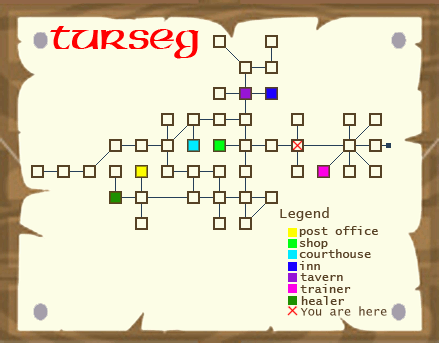 turseg
Legend
post office
shop
courthouse
inn
tavern
trainer
healer
You are here